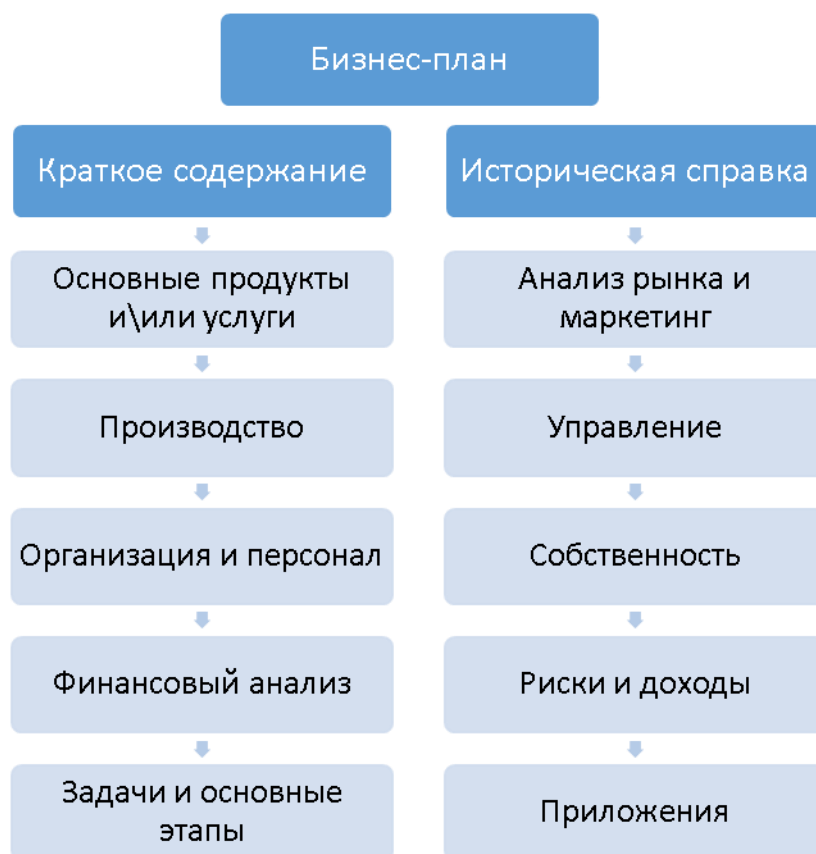 Бизнес-план
Краткое содержание
Историческая справка
Основные продукты
и\или услуги
Анализ рынка и
маркетинг
Производство
Управление
Организация и персонал
Собственность
Финансовый анализ
Риски и доходы
Задачи и основные
этапы
Приложения